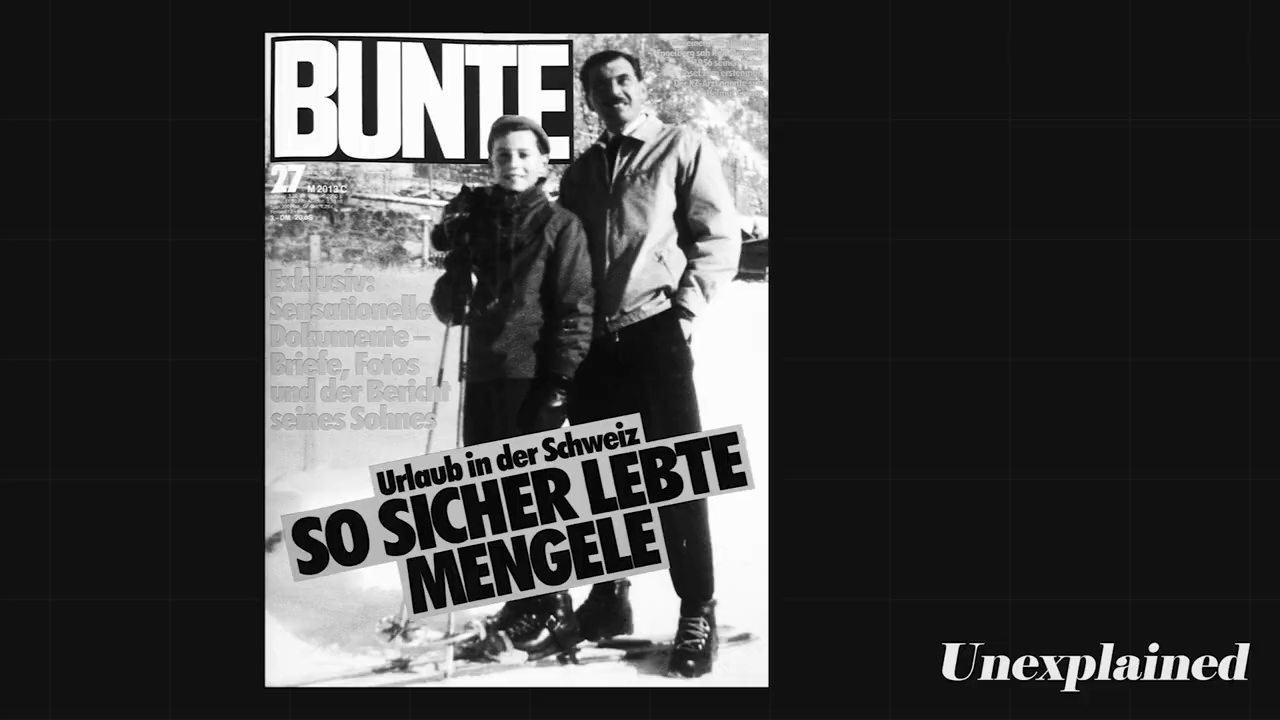 BUNTE
27 M 2013 C
Exklusiv:
Sensationelle
Dokumente –
Briefe, Fotos
und der Bericht
seines Sohnes
Urlaub in der Schweiz
SO SICHER LEBTE
MENGELE
Unexplained